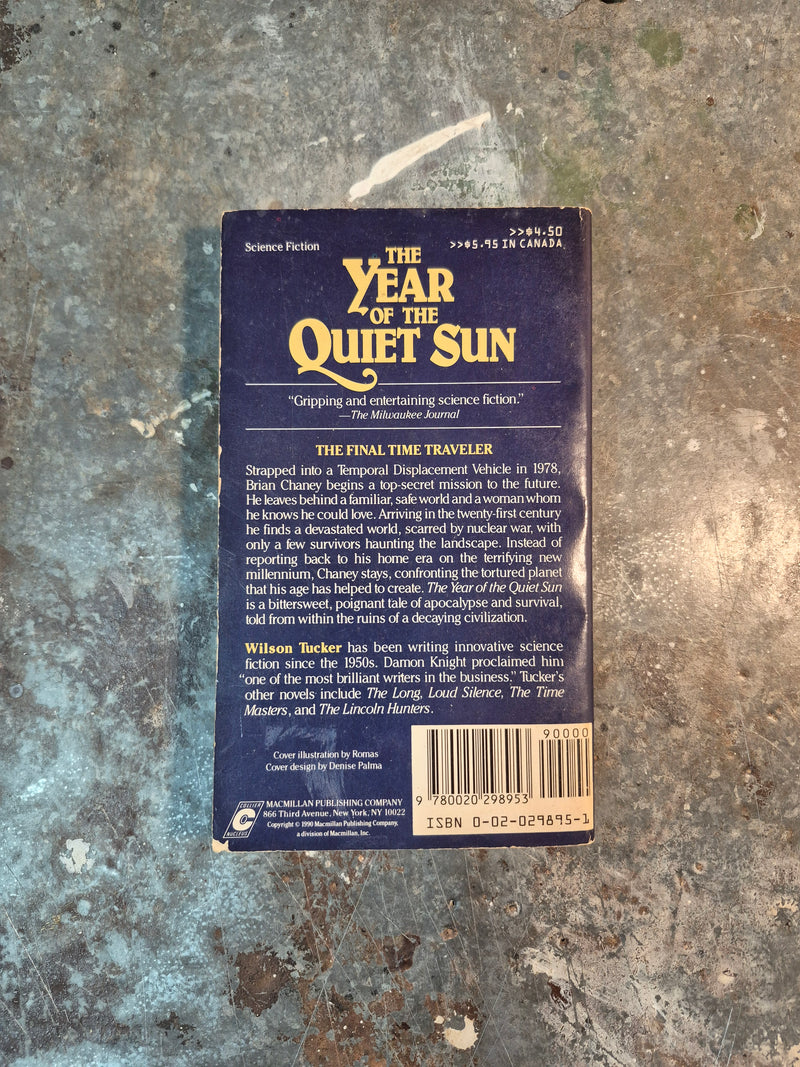 Science Fiction
>>$4.50
>>$5.95 IN CANADA
THE
YEAR
OF THE
QUIET SUN
“Gripping and entertaining science fiction.”
—The Milwaukee Journal
THE FINAL TIME TRAVELER
Strapped into a Temporal Displacement Vehicle in 1978,
Brian Chaney begins a top-secret mission to the future.
He leaves behind a familiar, safe world and a woman whom
he knows he could love. Arriving in the twenty-first century
he finds a devastated world, scarred by nuclear war, with
only a few survivors haunting the landscape. Instead of
reporting back to his home era on the terrifying new
millennium, Chaney stays, confronting the tortured planet
that his age has helped to create. The Year of the Quiet Sun
is a bittersweet, poignant tale of apocalypse and survival,
told from within the ruins of a decaying civilization.
Wilson Tucker has been writing innovative science
fiction since the 1950s. Damon Knight proclaimed him
“one of the most brilliant writers in the business.” Tucker's
other novels include The Long, Loud Silence, The Time
Masters, and The Lincoln Hunters.
Cover illustration by Romas
Cover design by Denise Palma
COLLIER
C
NUCLEUS
MACMILLAN PUBLISHING COMPANY
866 Third Avenue, New York, NY 10022
Copyright © 1990 Macmillan Publishing Company,
a division of Macmillan, Inc.
90000
9 780020 298953
ISBN 0-02-029895-1